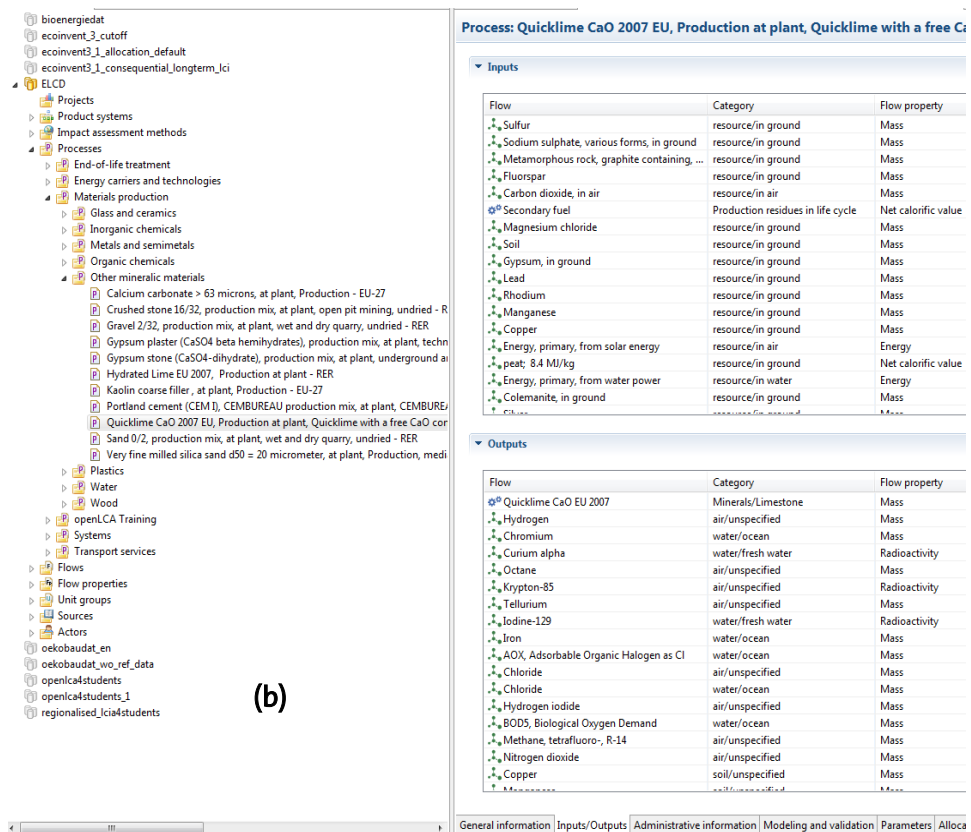 bioenergiedat
ecoinvent_3_cutoff
ecoinvent3_1_allocation_default
ecoinvent3_1_consequential_longterm_lci
ELCD
Projects
Product systems
Impact assessment methods
Processes
End-of-life treatment
Energy carriers and technologies
Materials production
Glass and ceramics
Inorganic chemicals
Metals and semimetals
Organic chemicals
Other mineralic materials
Calcium carbonate > 63 microns, at plant, Production - EU-27
Crushed stone 16/32, production mix, at plant, open pit mining, undried - R
Gravel 2/32, production mix, at plant, wet and dry quarry, undried - RER
Gypsum plaster (CaSO4 beta hemihydrates), production mix, at plant, techn
Gypsum stone (CaSO4-dihydrate), production mix, at plant, underground a
Hydrated Lime EU 2007, Production at plant - RER
Kaolin coarse filler , at plant, Production - EU-27
Portland cement (CEM I), CEMBUREAU production mix, at plant, CEMBURE
Quicklime CaO 2007 EU, Production at plant, Quicklime with a free CaO cor
Sand 0/2, production mix, at plant, wet and dry quarry, undried - RER
Very fine milled silica sand d50 = 20 micrometer, at plant, Production, medi
Plastics
Water
Wood
openLCA Training
Systems
Transport services
Flows
Flow properties
Unit groups
Sources
Actors
oekobaudat_en
oekobaudat_wo_ref_data
openlca4students
openlca4students_1
regionalised_lcia4students
(b)
Process: Quicklime CaO 2007 EU, Production at plant, Quicklime with a free Ca
Inputs
Flow Category Flow property
Sulfur resource/in ground Mass
Sodium sulphate, various forms, in ground resource/in ground Mass
Metamorphous rock, graphite containing, ... resource/in ground Mass
Fluorspar resource/in ground Mass
Carbon dioxide, in air resource/in air Mass
Secondary fuel Production residues in life cycle Net calorific value
Magnesium chloride resource/in ground Mass
Soil resource/in ground Mass
Gypsum, in ground resource/in ground Mass
Lead resource/in ground Mass
Rhodium resource/in ground Mass
Manganese resource/in ground Mass
Copper resource/in ground Mass
Energy, primary, from solar energy resource/in air Energy
peat; 8.4 MJ/kg resource/in ground Net calorific value
Energy, primary, from water power resource/in water Energy
Colemanite, in ground resource/in ground Mass
Silver resource/in ground Mass
Outputs
Flow Category Flow property
Quicklime CaO EU 2007 Minerals/Limestone Mass
Hydrogen air/unspecified Mass
Chromium water/ocean Mass
Curium alpha water/fresh water Radioactivity
Octane air/unspecified Mass
Krypton-85 air/unspecified Radioactivity
Tellurium air/unspecified Mass
Iodine-129 water/fresh water Radioactivity
Iron water/ocean Mass
AOX, Adsorbable Organic Halogen as Cl water/ocean Mass
Chloride air/unspecified Mass
Chloride water/ocean Mass
Hydrogen iodide air/unspecified Mass
BOD5, Biological Oxygen Demand water/ocean Mass
Methane, tetrafluoro-, R-14 air/unspecified Mass
Nitrogen dioxide air/unspecified Mass
Copper soil/unspecified Mass
Manganese soil/unspecified Mass
General information Inputs/Outputs Administrative information Modeling and validation Parameters Alloca